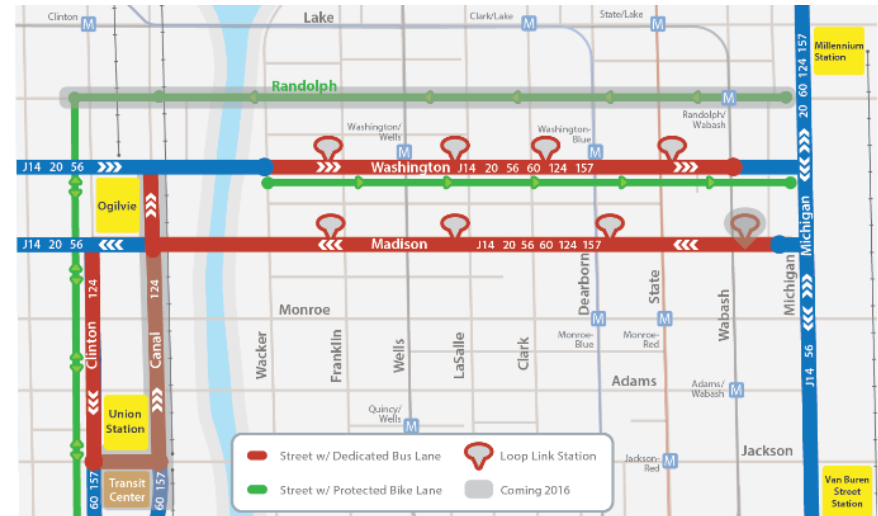 Clinton
M
Lake
Clark/Lake
M
State/Lake
M
20 60 124 157
Millennium
Station
Randolph
M
Randolph/
Wabash
Washington/
Wells
M
Washington-
Blue
M
J14 20 56
Washington J14 20 56 60 124 157
Ogilvie
J14 20 56
Madison J14 20 56 60 124 157
Michigan
124
124
Clinton
Canal
Monroe
Wacker
Franklin
Wells
LaSalle
Clark
Dearborn
State
Wabash
Michigan
M
Monroe-
Blue
M
Monroe-
Red
J14 56
Adams
Adams/
Wabash
M
Union
Station
Quincy/
Wells
M
Jackson
Jackson-
Red
M
Transit
Center
60 157
60 157
Street w/ Dedicated Bus Lane
Loop Link Station
Street w/ Protected Bike Lane
Coming 2016
Van Buren
Street
Station